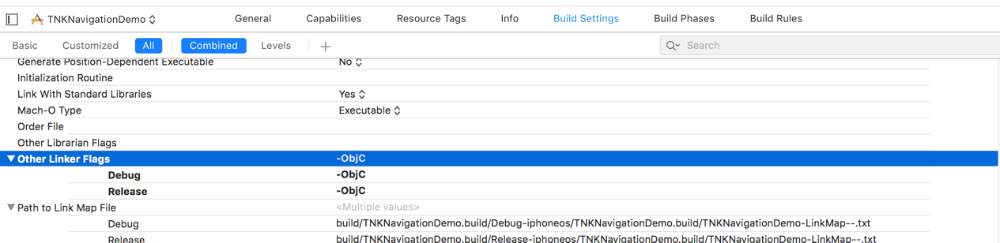 TNKNavigationDemo General Capabilities Resource Tags Info Build Settings Build Phases Build Rules
Basic Customized All Combined Levels + Search
Generate Position-Dependent Executable No
Initialization Routine
Link With Standard Libraries Yes
Mach-O Type Executable
Order File
Other Librarian Flags
Other Linker Flags -ObjC
Debug -ObjC
Release -ObjC
Path to Link Map File <Multiple values>
Debug build/TNKNavigationDemo.build/Debug-iphoneos/TNKNavigationDemo.build/TNKNavigationDemo-LinkMap--.txt
Release build/TNKNavigationDemo.build/Release-iphoneos/TNKNavigationDemo.build/TNKNavigationDemo-LinkMap--.txt